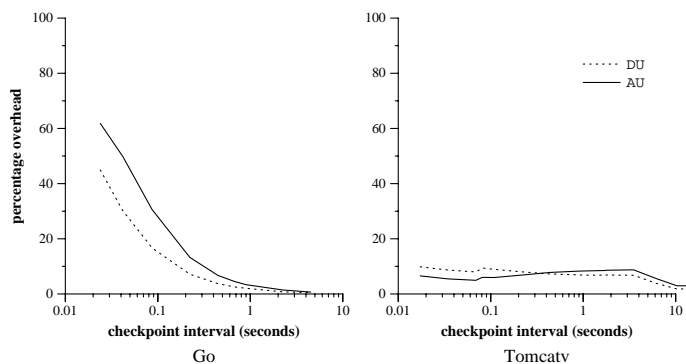 100
80
60
40
20
0
percentage overhead
0.01
0.1
1
10
checkpoint interval (seconds)
Go
100
80
60
40
20
0
DU
AU
0.01
0.1
1
10
checkpoint interval (seconds)
Tomcatv